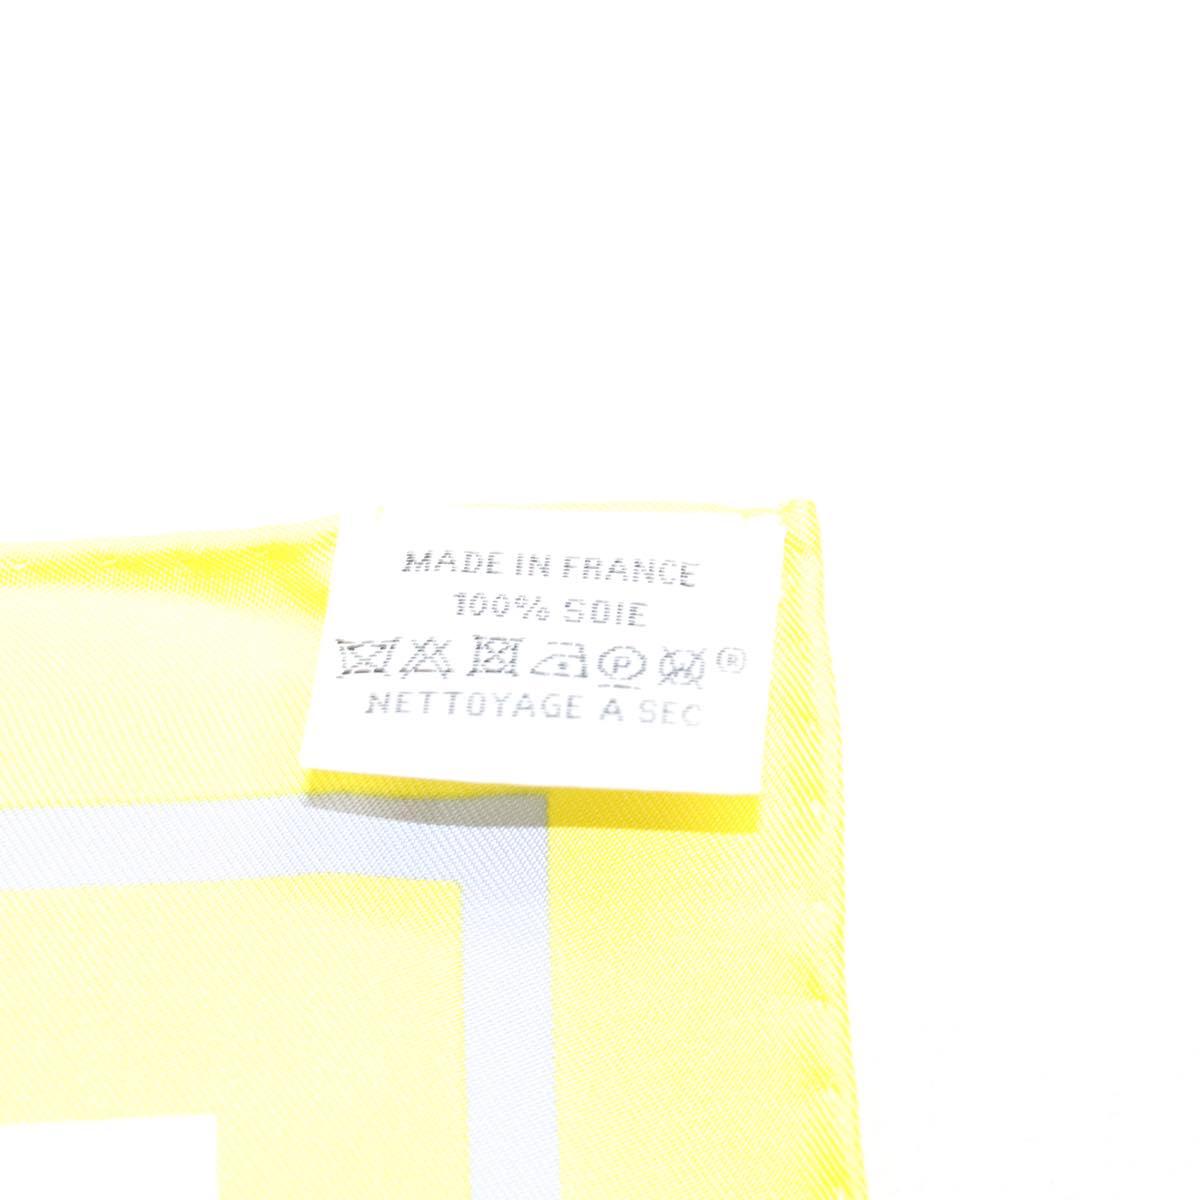 MADE IN FRANCE
100% SOIE
P ®
NETTOYAGE A SEC